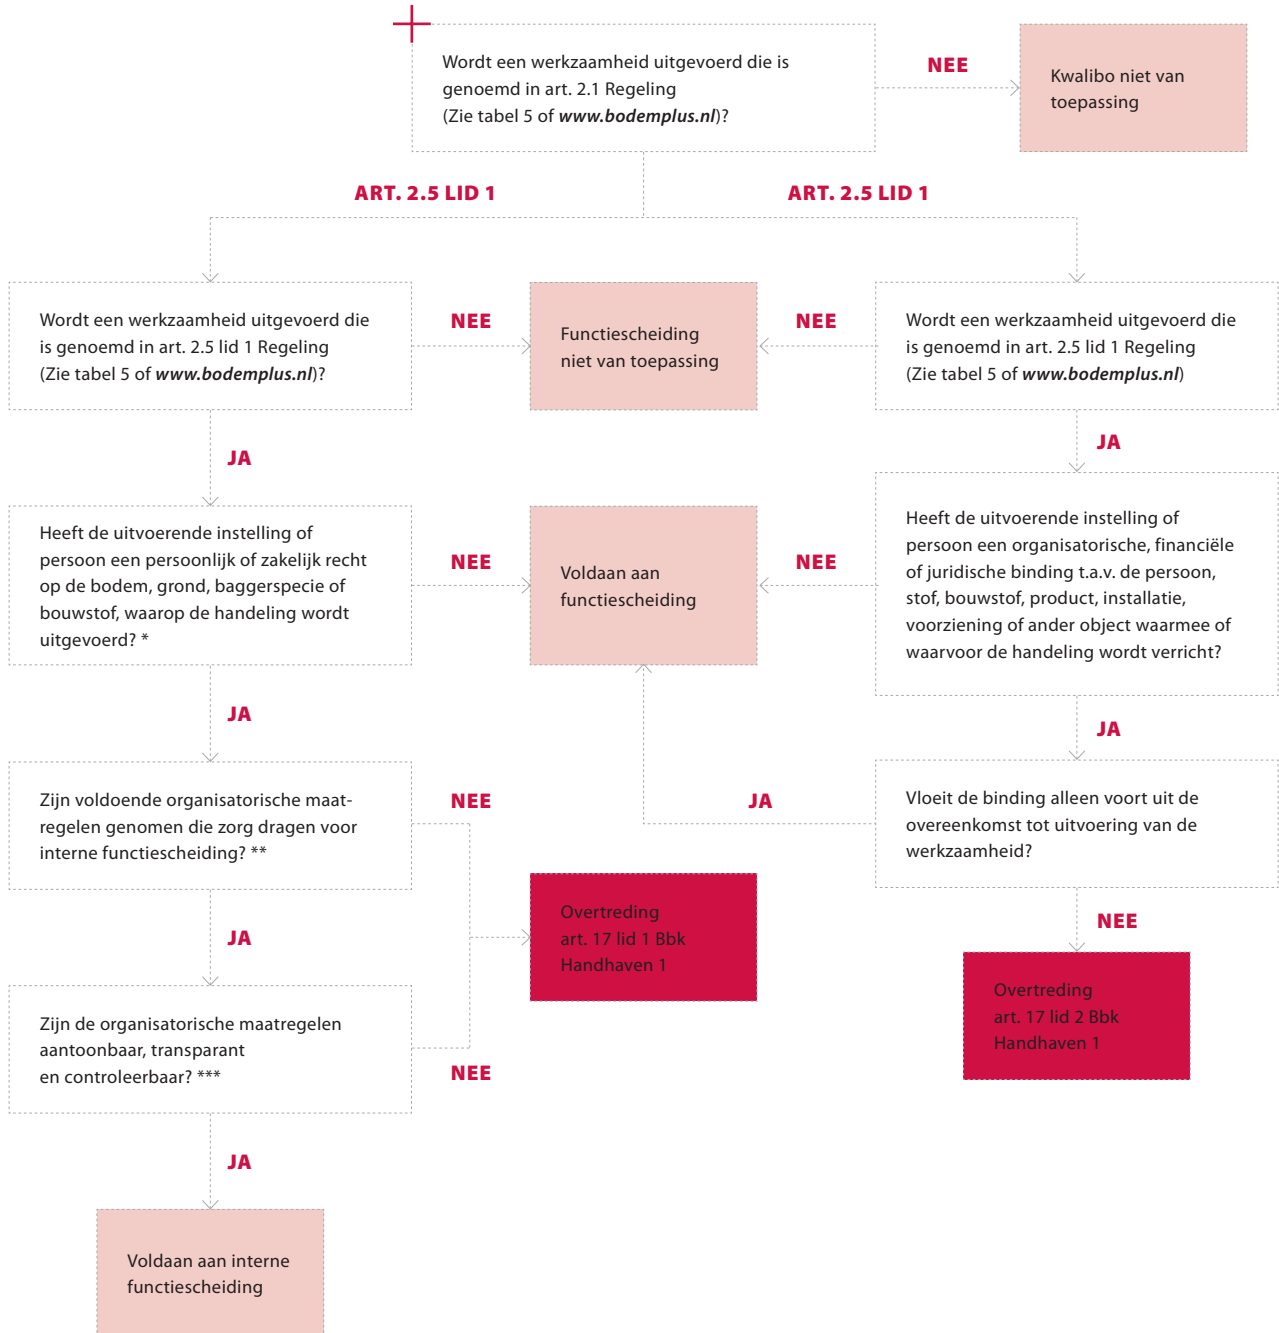 Wordt een werkzaamheid uitgevoerd die is
genoemd in art. 2.1 Regeling
(Zie tabel 5 of www.bodemplus.nl)?
NEE
Kwalibo niet van
toepassing
ART. 2.5 LID 1
ART. 2.5 LID 1
Wordt een werkzaamheid uitgevoerd die
is genoemd in art. 2.5 lid 1 Regeling
(Zie tabel 5 of www.bodemplus.nl)?
NEE
Functiescheiding
niet van toepassing
NEE
Wordt een werkzaamheid uitgevoerd die
is genoemd in art. 2.5 lid 1 Regeling
(Zie tabel 5 of www.bodemplus.nl)
JA
JA
Heeft de uitvoerende instelling of
persoon een persoonlijk of zakelijk recht
op de bodem, grond, baggerspecie of
bouwstof, waarop de handeling wordt
uitgevoerd? *
NEE
Voldaan aan
functiescheiding
NEE
Heeft de uitvoerende instelling of
persoon een organisatorische, financiële
of juridische binding t.a.v. de persoon,
stof, bouwstof, product, installatie,
voorziening of ander object waarmee of
waarvoor de handeling wordt verricht?
JA
JA
Zijn voldoende organisatorische maat-
regelen genomen die zorg dragen voor
interne functiescheiding? **
NEE
JA
Vloeit de binding alleen voort uit de
overeenkomst tot uitvoering van de
werkzaamheid?
JA
Overtreding
art. 17 lid 1 Bbk
Handhaven 1
NEE
Overtreding
art. 17 lid 2 Bbk
Handhaven 1
Zijn de organisatorische maatregelen
aantoonbaar, transparant
en controleerbaar? ***
NEE
JA
Voldaan aan interne
functiescheiding